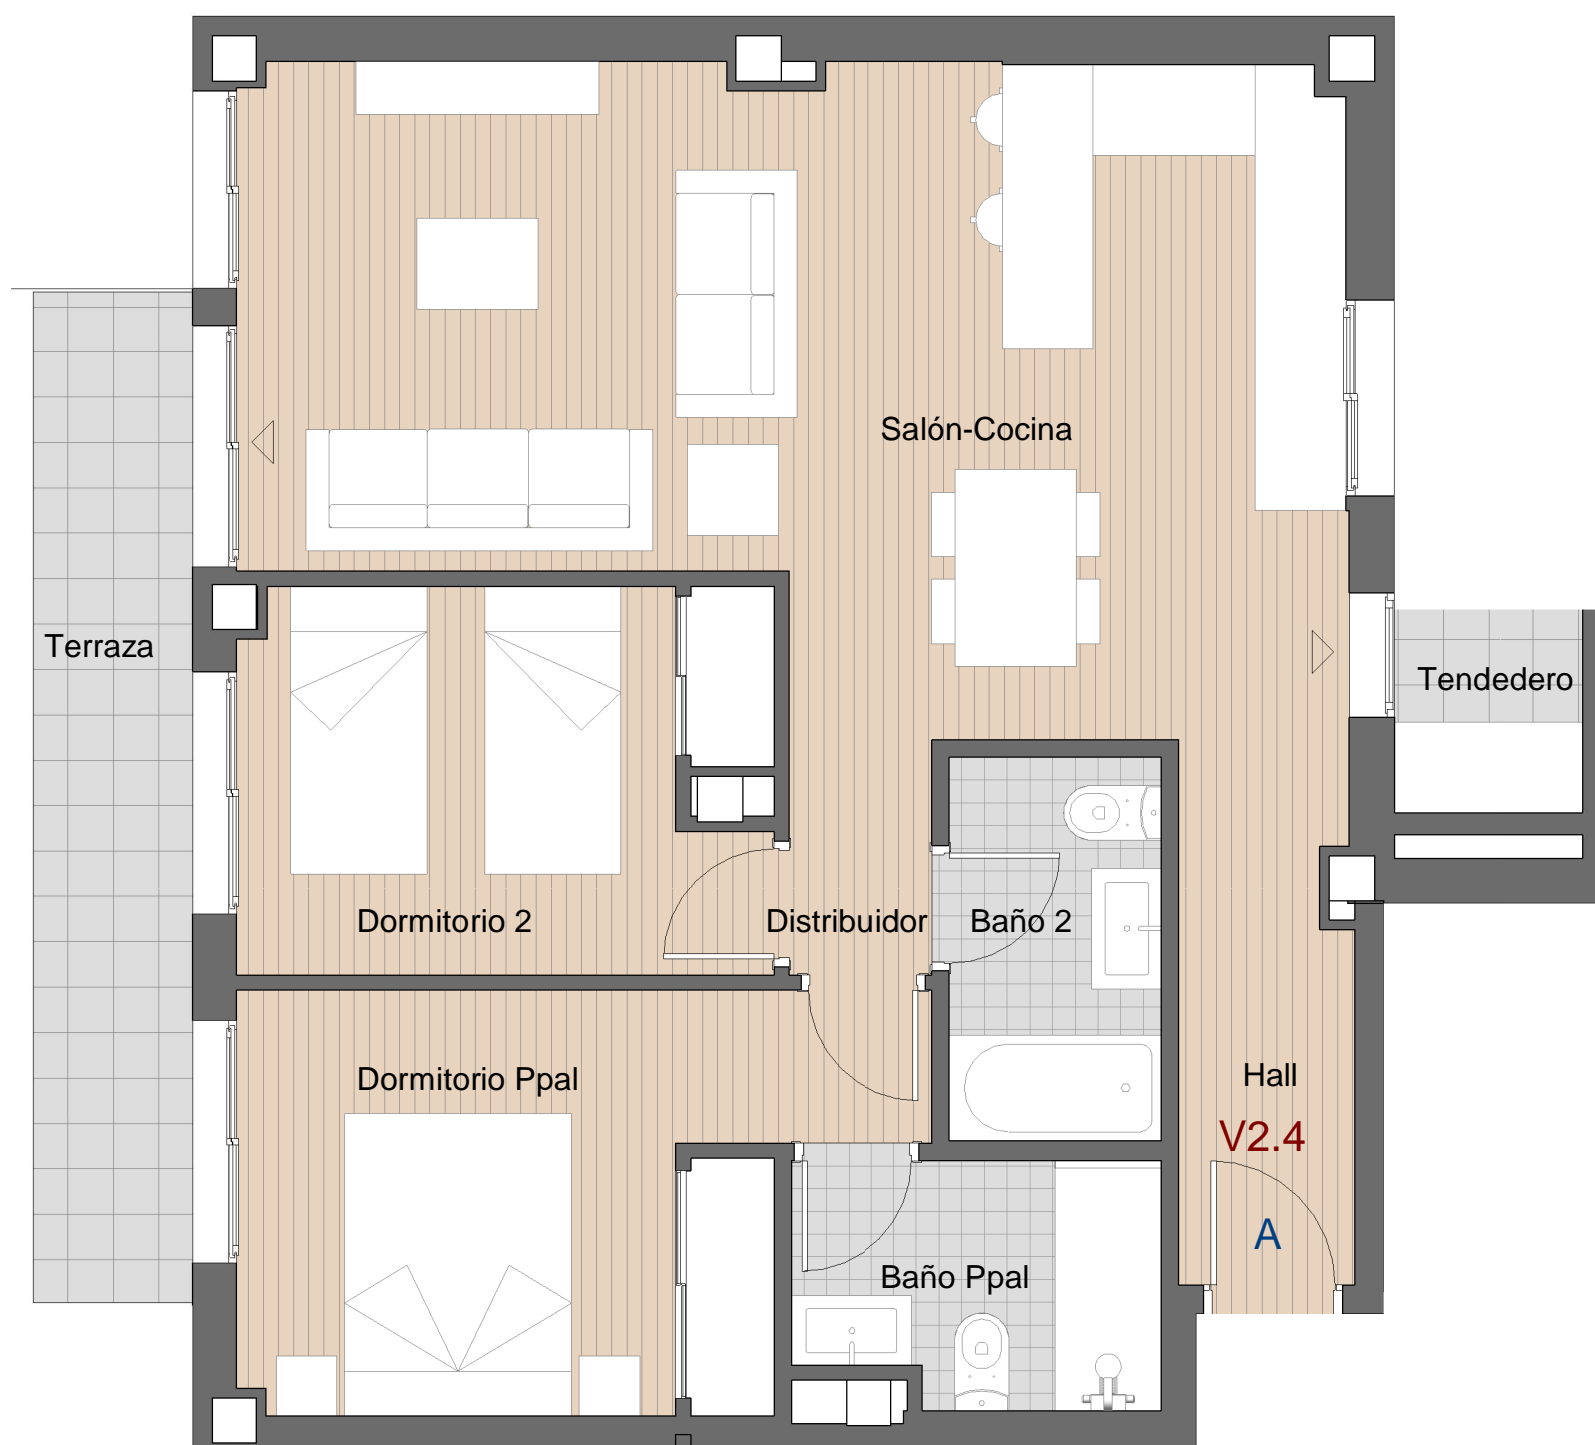 Salón-Cocina
Terraza
Tendedero
Dormitorio 2
Distribuidor
Baño 2
Dormitorio Ppal
Hall
V2.4
A
Baño Ppal